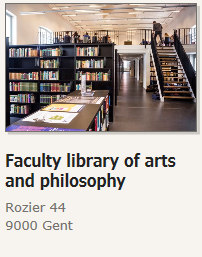 Faculty library of arts
and philosophy
Rozier 44
9000 Gent